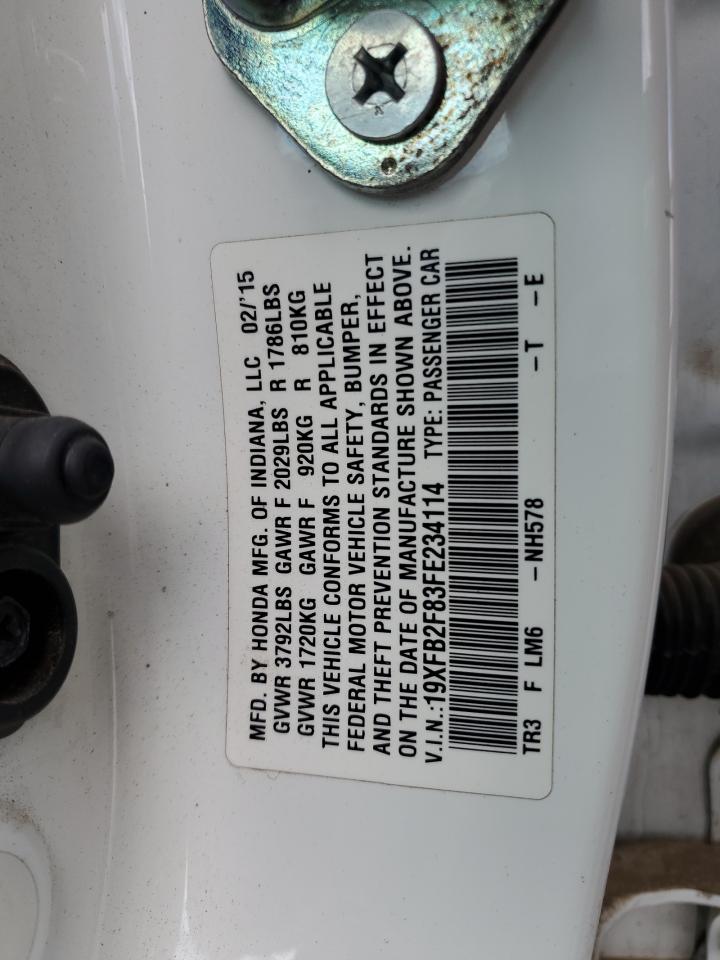 MFD. BY HONDA MFG. OF INDIANA, LLC 02/'15
GVWR 3792LBS GAWR F 2029LBS R 1786LBS
GVWR 1720KG GAWR F 920KG R 810KG
THIS VEHICLE CONFORMS TO ALL APPLICABLE
FEDERAL MOTOR VEHICLE SAFETY, BUMPER,
AND THEFT PREVENTION STANDARDS IN EFFECT
ON THE DATE OF MANUFACTURE SHOWN ABOVE.
V.I.N.:19XFB2F83FE234114 TYPE: PASSENGER CAR
TR3 F LM6 -NH578 -T -E